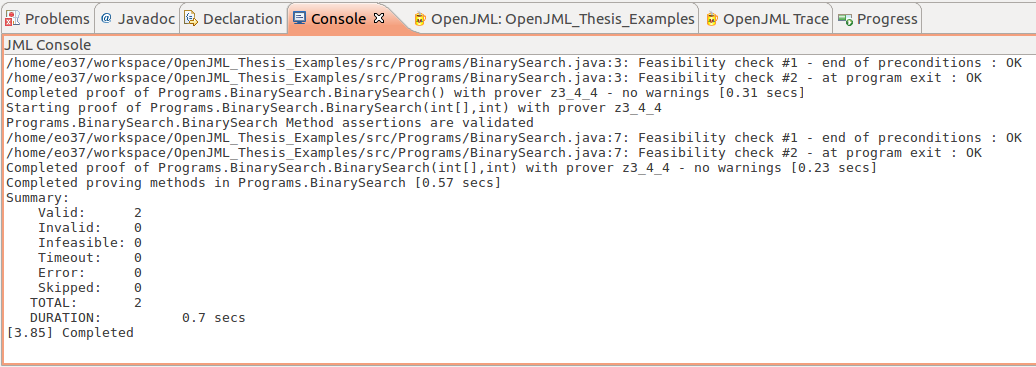 Problems @ Javadoc Declaration Console OpenJML: OpenJML_Thesis_Examples OpenJML Trace Progress
JML Console
/home/eo37/workspace/OpenJML_Thesis_Examples/src/Programs/BinarySearch.java:3: Feasibility check #1 - end of preconditions : OK
/home/eo37/workspace/OpenJML_Thesis_Examples/src/Programs/BinarySearch.java:3: Feasibility check #2 - at program exit : OK
Completed proof of Programs.BinarySearch.BinarySearch() with prover z3_4_4 - no warnings [0.31 secs]
Starting proof of Programs.BinarySearch.BinarySearch(int[],int) with prover z3_4_4
Programs.BinarySearch.BinarySearch Method assertions are validated
/home/eo37/workspace/OpenJML_Thesis_Examples/src/Programs/BinarySearch.java:7: Feasibility check #1 - end of preconditions : OK
/home/eo37/workspace/OpenJML_Thesis_Examples/src/Programs/BinarySearch.java:7: Feasibility check #2 - at program exit : OK
Completed proof of Programs.BinarySearch.BinarySearch(int[],int) with prover z3_4_4 - no warnings [0.23 secs]
Completed proving methods in Programs.BinarySearch [0.57 secs]
Summary:
Valid: 2
Invalid: 0
Infeasible: 0
Timeout: 0
Error: 0
Skipped: 0
TOTAL: 2
DURATION: 0.7 secs
[3.85] Completed